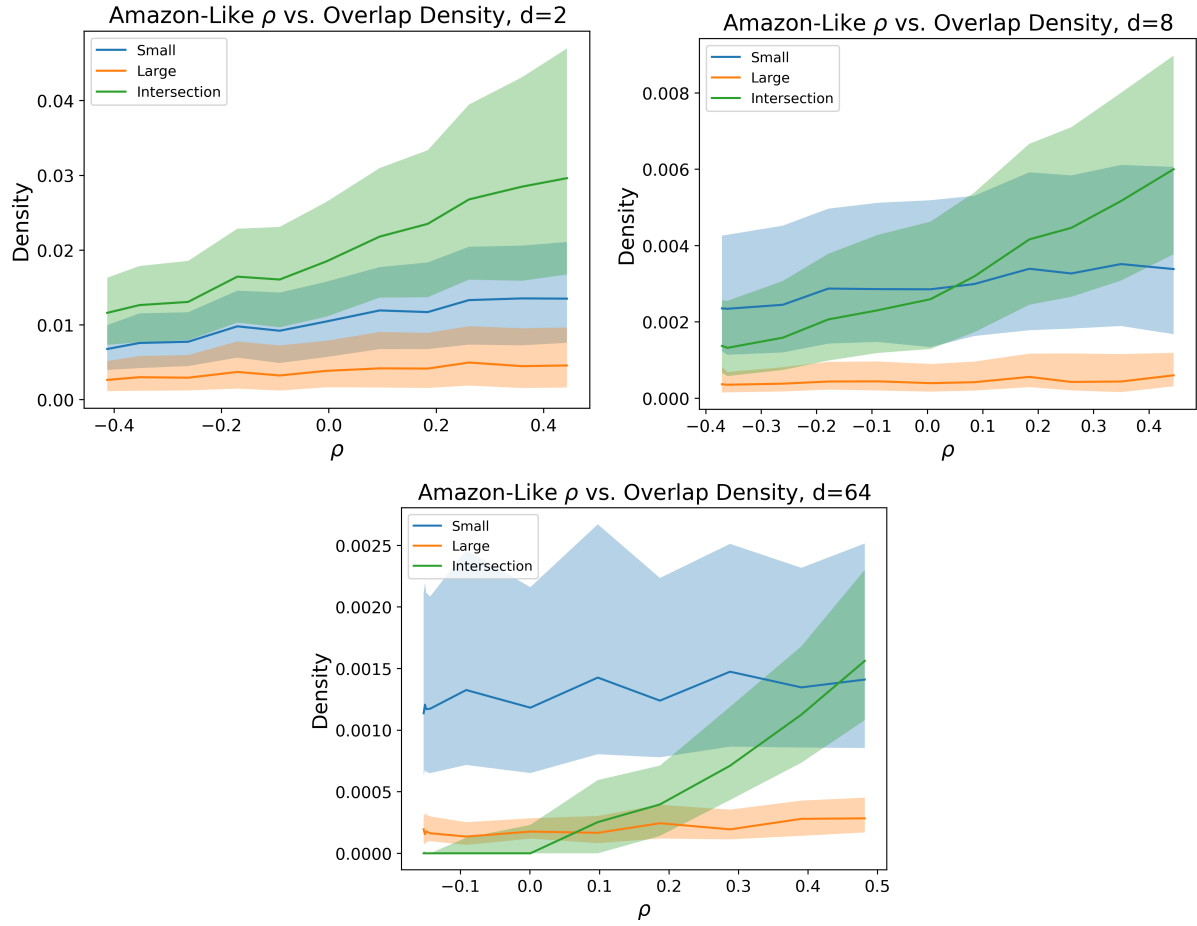 Amazon-Like ρ vs. Overlap Density, d=2
Small
Large
Intersection
Density
0.04
0.03
0.02
0.01
0.00
−0.4 −0.2 0.0 0.2 0.4
ρ
Amazon-Like ρ vs. Overlap Density, d=8
Small
Large
Intersection
Density
0.008
0.006
0.004
0.002
0.000
−0.4 −0.3 −0.2 −0.1 0.0 0.1 0.2 0.3 0.4
ρ
Amazon-Like ρ vs. Overlap Density, d=64
Small
Large
Intersection
Density
0.0025
0.0020
0.0015
0.0010
0.0005
0.0000
−0.1 0.0 0.1 0.2 0.3 0.4 0.5
ρ